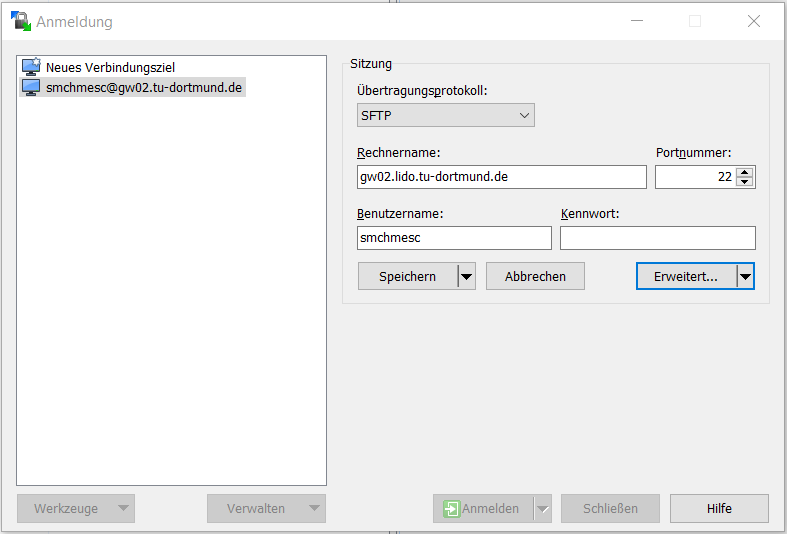 Anmeldung
Neues Verbindungsziel
smchmesc@gw02.tu-dortmund.de
Sitzung
Übertragungsprotokoll:
SFTP
Rechnername: Portnummer:
gw02.lido.tu-dortmund.de 22
Benutzername: Kennwort:
smchmesc
Speichern Abbrechen Erweitert...
Werkzeuge Verwalten Anmelden Schließen Hilfe